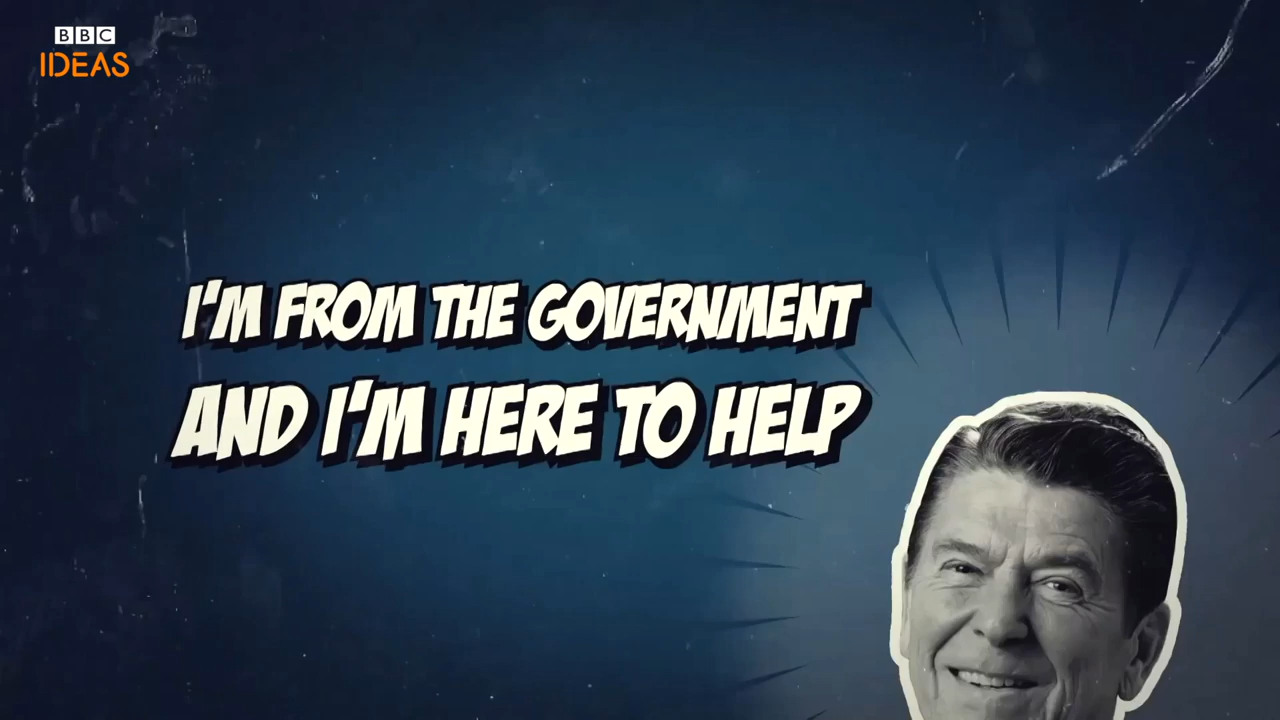 BBC
IDEAS
I'M FROM THE GOVERNMENT
AND I'M HERE TO HELP